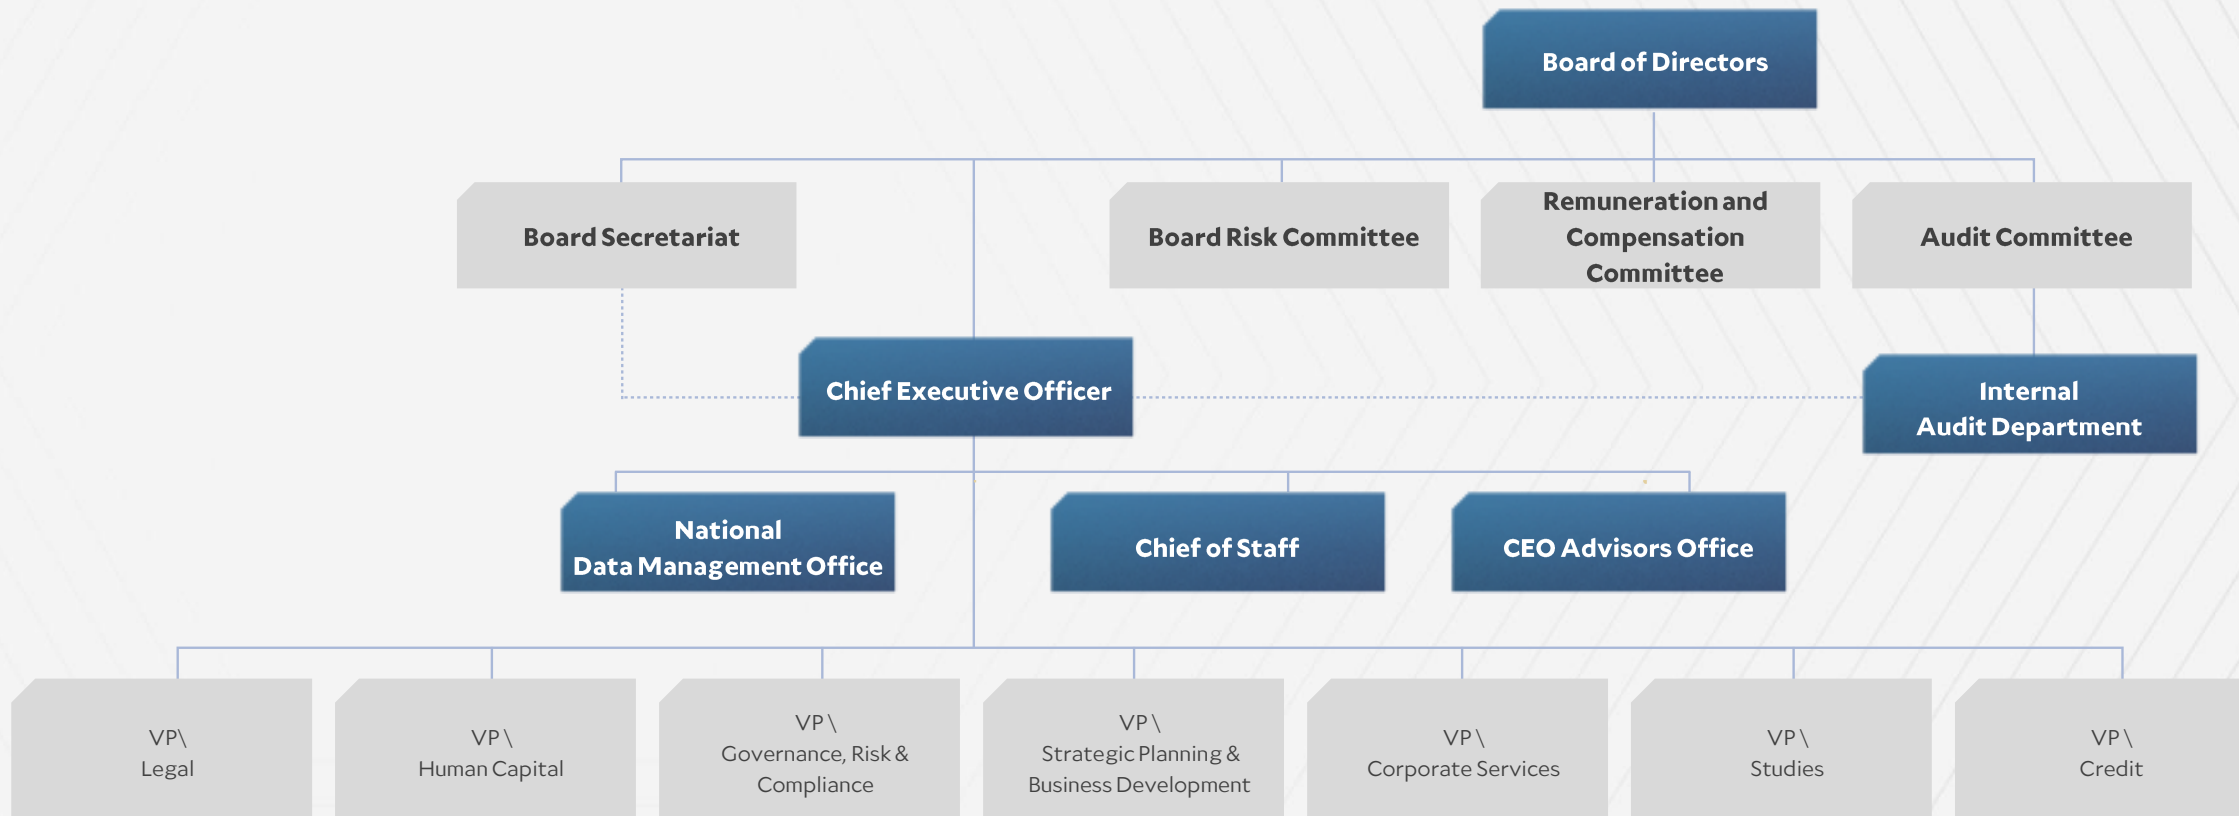 Board of Directors
Board Secretariat
Board Risk Committee
Remuneration and
Compensation
Committee
Audit Committee
Chief Executive Officer
Internal
Audit Department
National
Data Management Office
Chief of Staff
CEO Advisors Office
VP\
Legal
VP \
Human Capital
VP \
Governance, Risk &
Compliance
VP \
Strategic Planning &
Business Development
VP \
Corporate Services
VP \
Studies
VP \
Credit